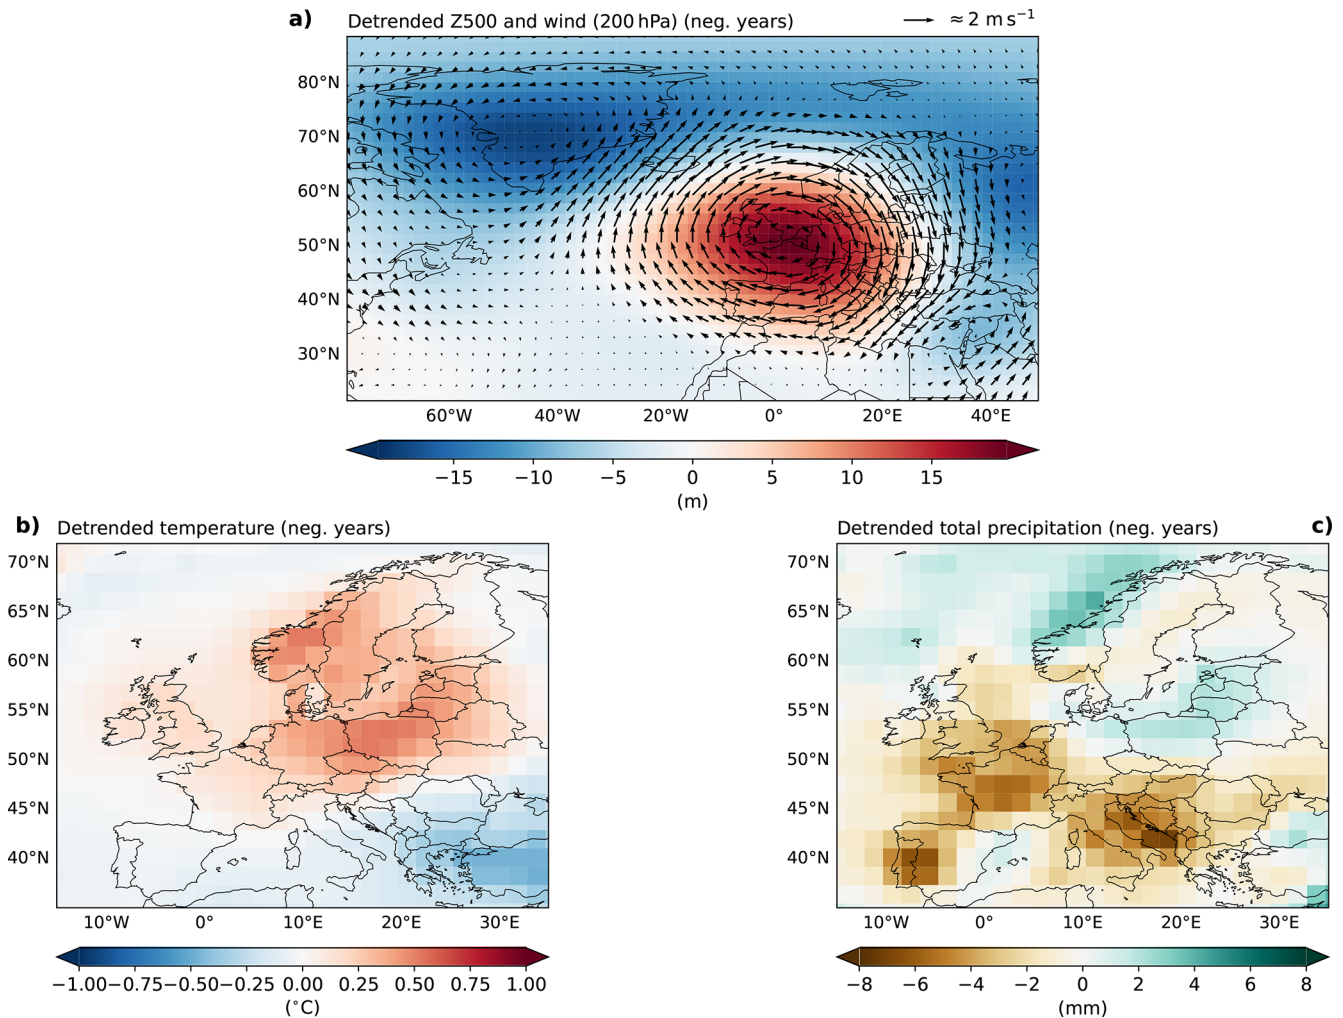 a) Detrended Z500 and wind (200 hPa) (neg. years) ≈ 2 m s⁻¹
80°N
70°N
60°N
50°N
40°N
30°N
60°W 40°W 20°W 0° 20°E 40°E
−15 −10 −5 0 5 10 15
(m)
b) Detrended temperature (neg. years)
70°N
65°N
60°N
55°N
50°N
45°N
40°N
10°W 0° 10°E 20°E 30°E
−1.00 −0.75 −0.50 −0.25 0.00 0.25 0.50 0.75 1.00
(°C)
Detrended total precipitation (neg. years) c)
70°N
65°N
60°N
55°N
50°N
45°N
40°N
10°W 0° 10°E 20°E 30°E
−8 −6 −4 −2 0 2 4 6 8
(mm)